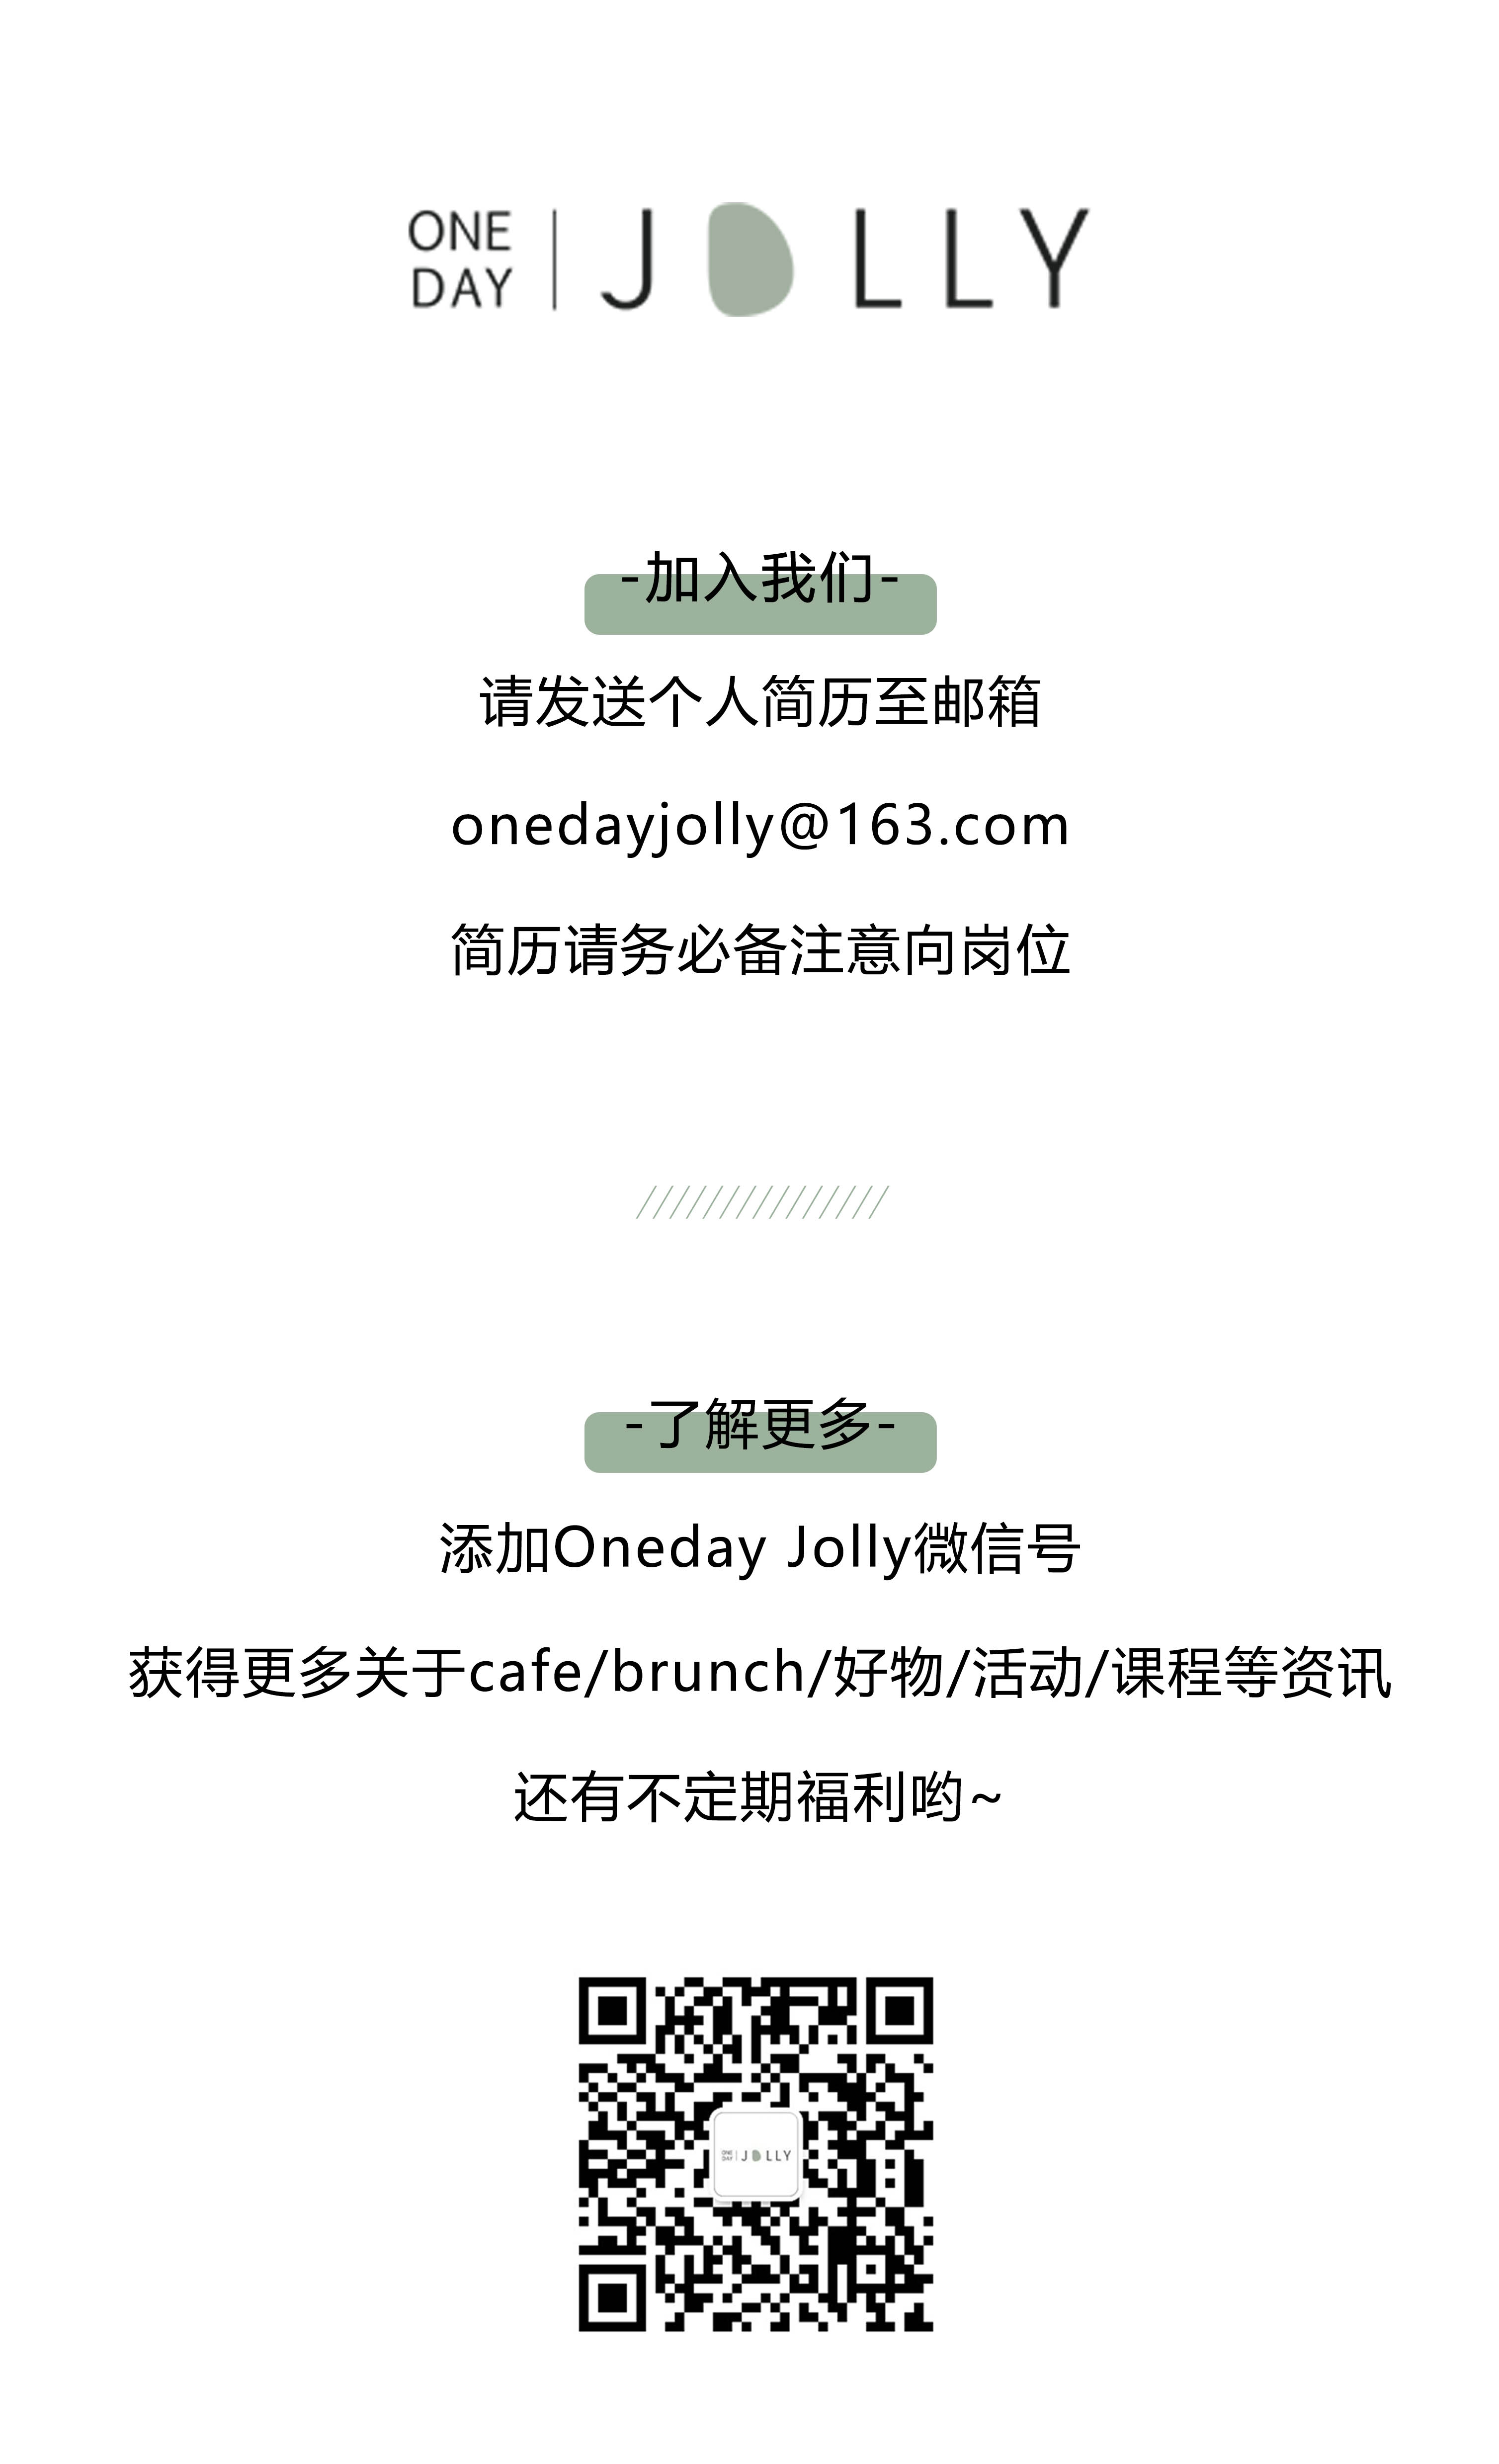 ONE
DAY
JOLLY
-加入我们-
请发送个人简历至邮箱
onedayjolly@163.com
简历请务必备注意向岗位
-了解更多-
添加Oneday Jolly微信号
获得更多关于cafe/brunch/好物/活动/课程等资讯
还有不定期福利哟~
ONE
DAY
JOLLY